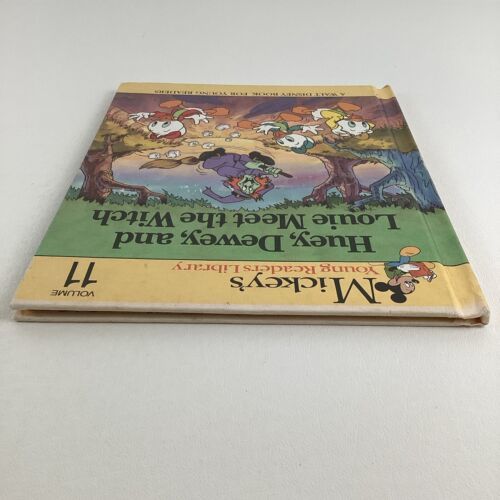 Mickey's
Young Readers Library
VOLUME
11
Huey, Dewey, and
Louie Meet the Witch
A WALT DISNEY BOOK FOR YOUNG READERS